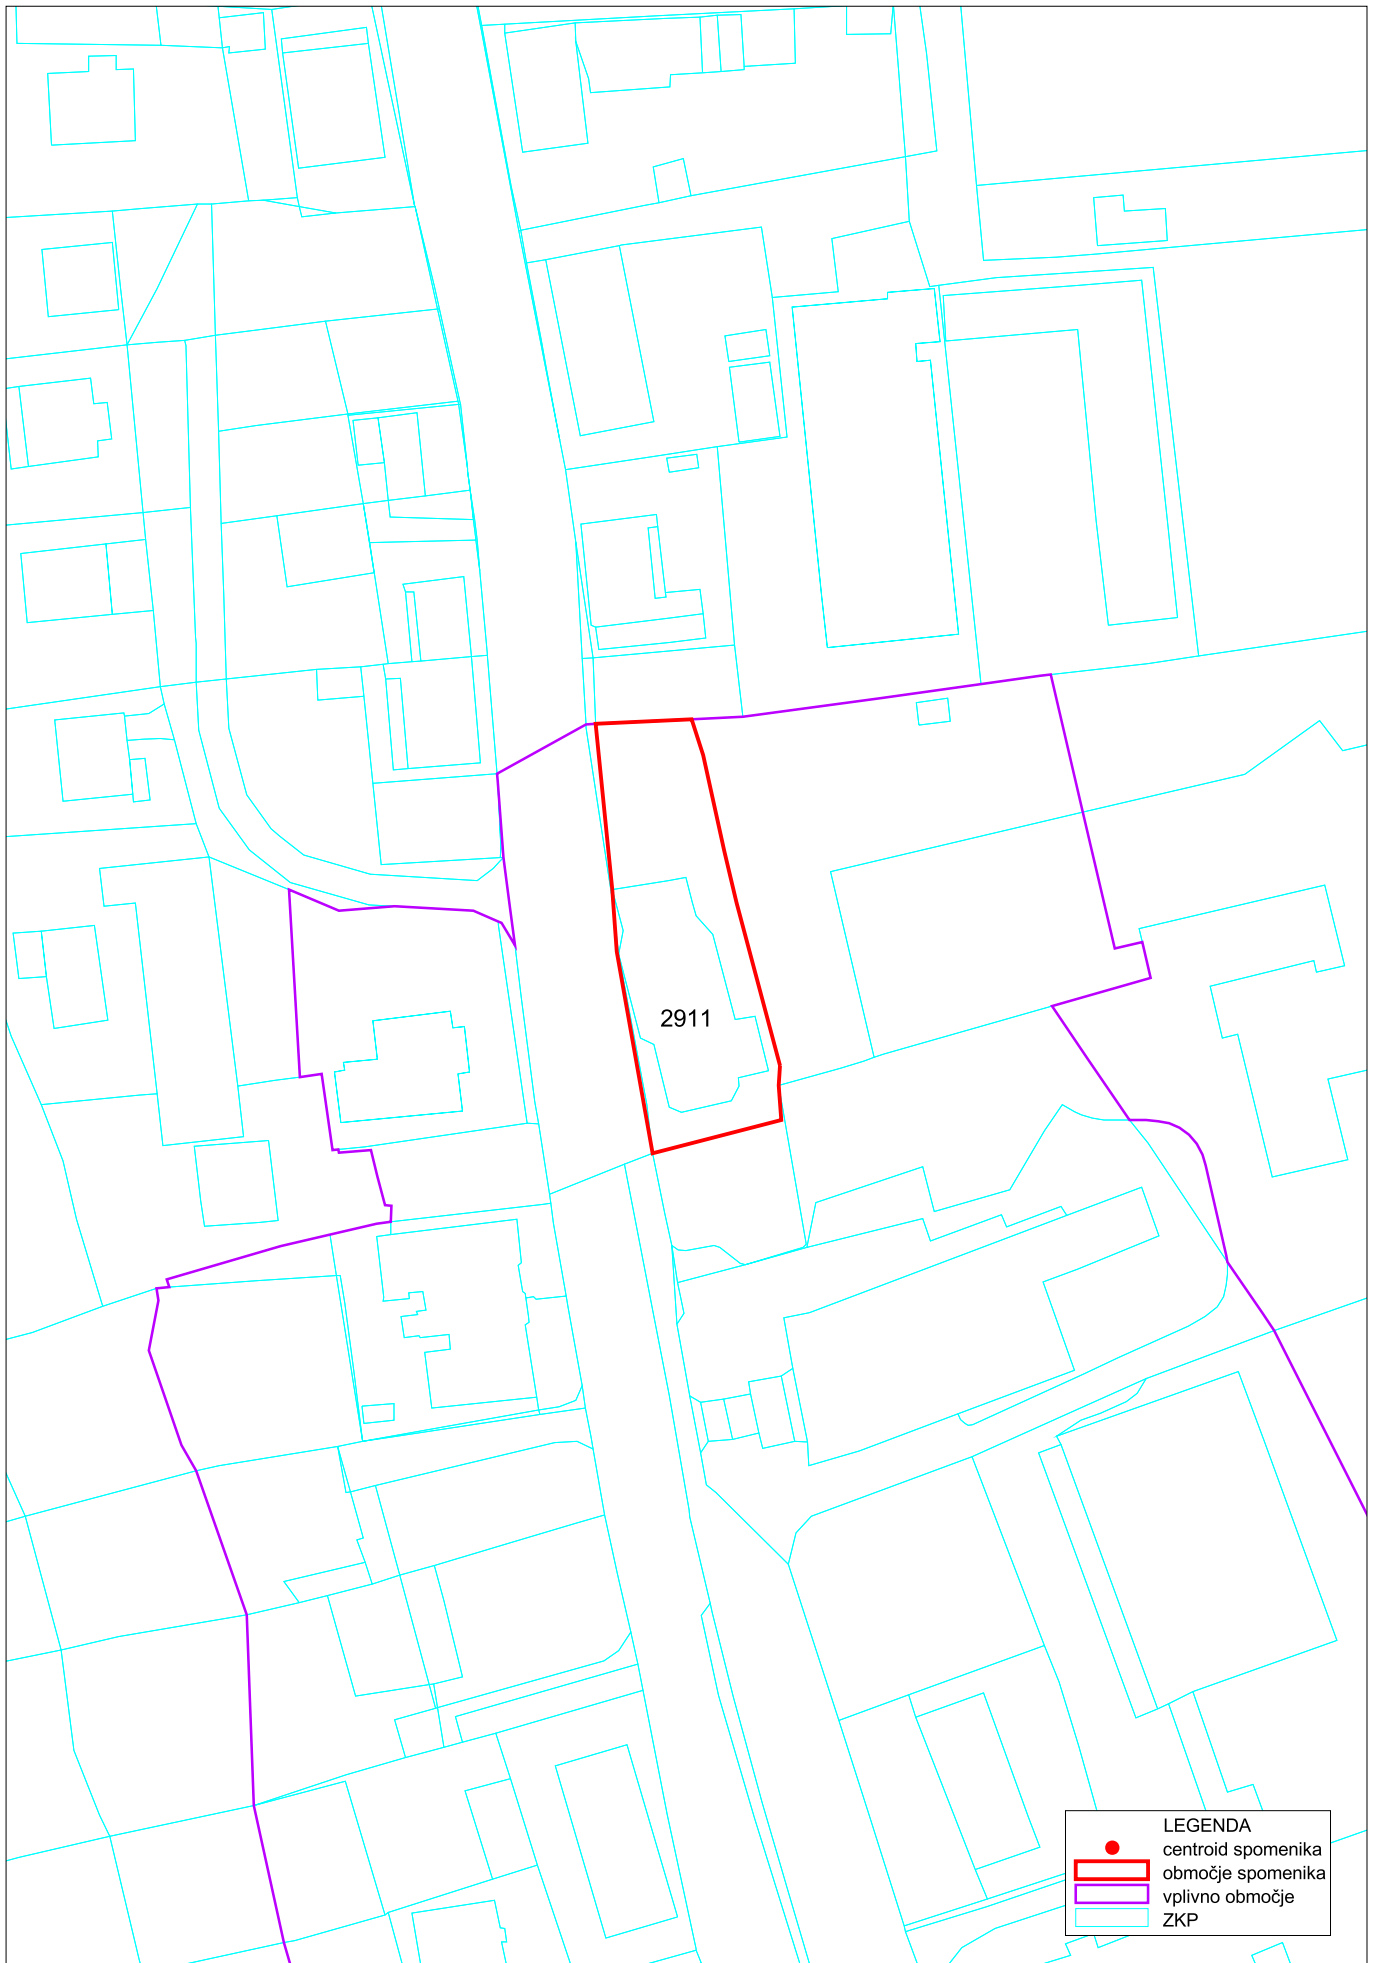 2911
LEGENDA
centroid spomenika
območje spomenika
vplivno območje
ZKP